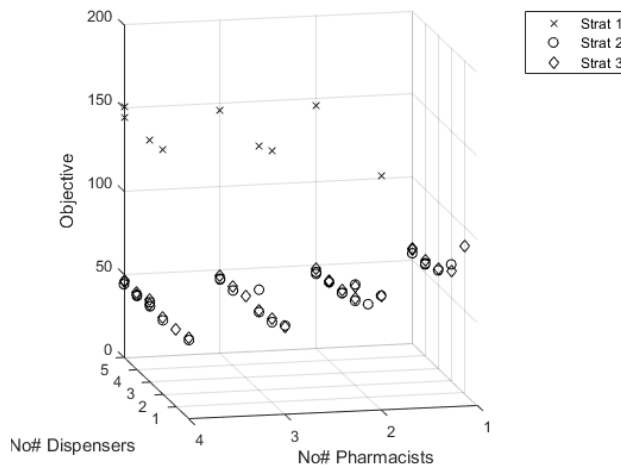 200
150
100
50
0
Objective
5
4
3
2
1
No# Dispensers
4
3
2
1
No# Pharmacists
Strat 1
Strat 2
Strat 3